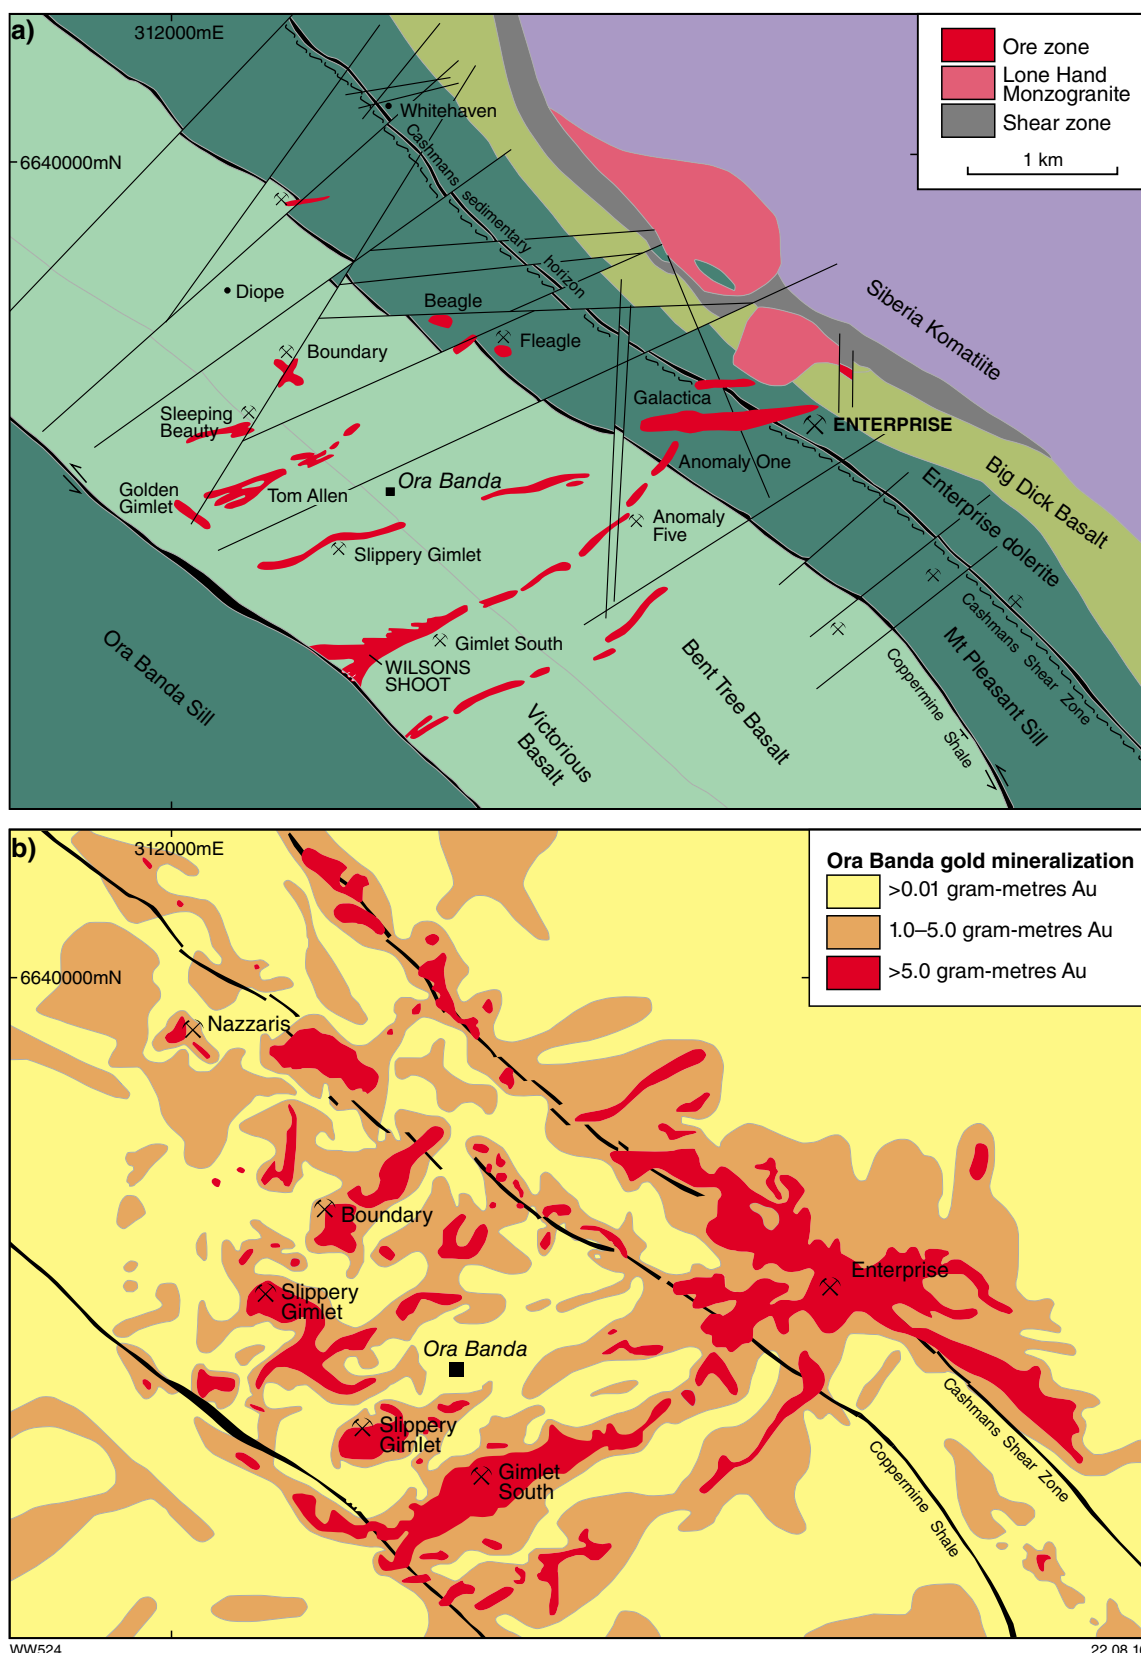 a)
312000mE
6640000mN
Ore zone
Lone Hand
Monzogranite
Shear zone
1 km
Whitehaven
Cashmans sedimentary horizon
Siberia Komatiite
Diope
Beagle
Fleagle
Boundary
Galactica
ENTERPRISE
Sleeping
Beauty
Anomaly One
Big Dick Basalt
Golden
Gimlet
Tom Allen
Ora Banda
Enterprise dolerite
Anomaly
Five
Slippery Gimlet
Cashmans Shear Zone
Gimlet South
WILSONS
SHOOT
Ora Banda Sill
Bent Tree Basalt
Coppermine Shale
Mt Pleasant Sill
Victorious
Basalt
b)
312000mE
6640000mN
Ora Banda gold mineralization
>0.01 gram-metres Au
1.0–5.0 gram-metres Au
>5.0 gram-metres Au
Nazzaris
Boundary
Enterprise
Slippery
Gimlet
Ora Banda
Slippery
Gimlet
Cashmans Shear Zone
Gimlet
South
Coppermine Shale
WW524
22.08.16